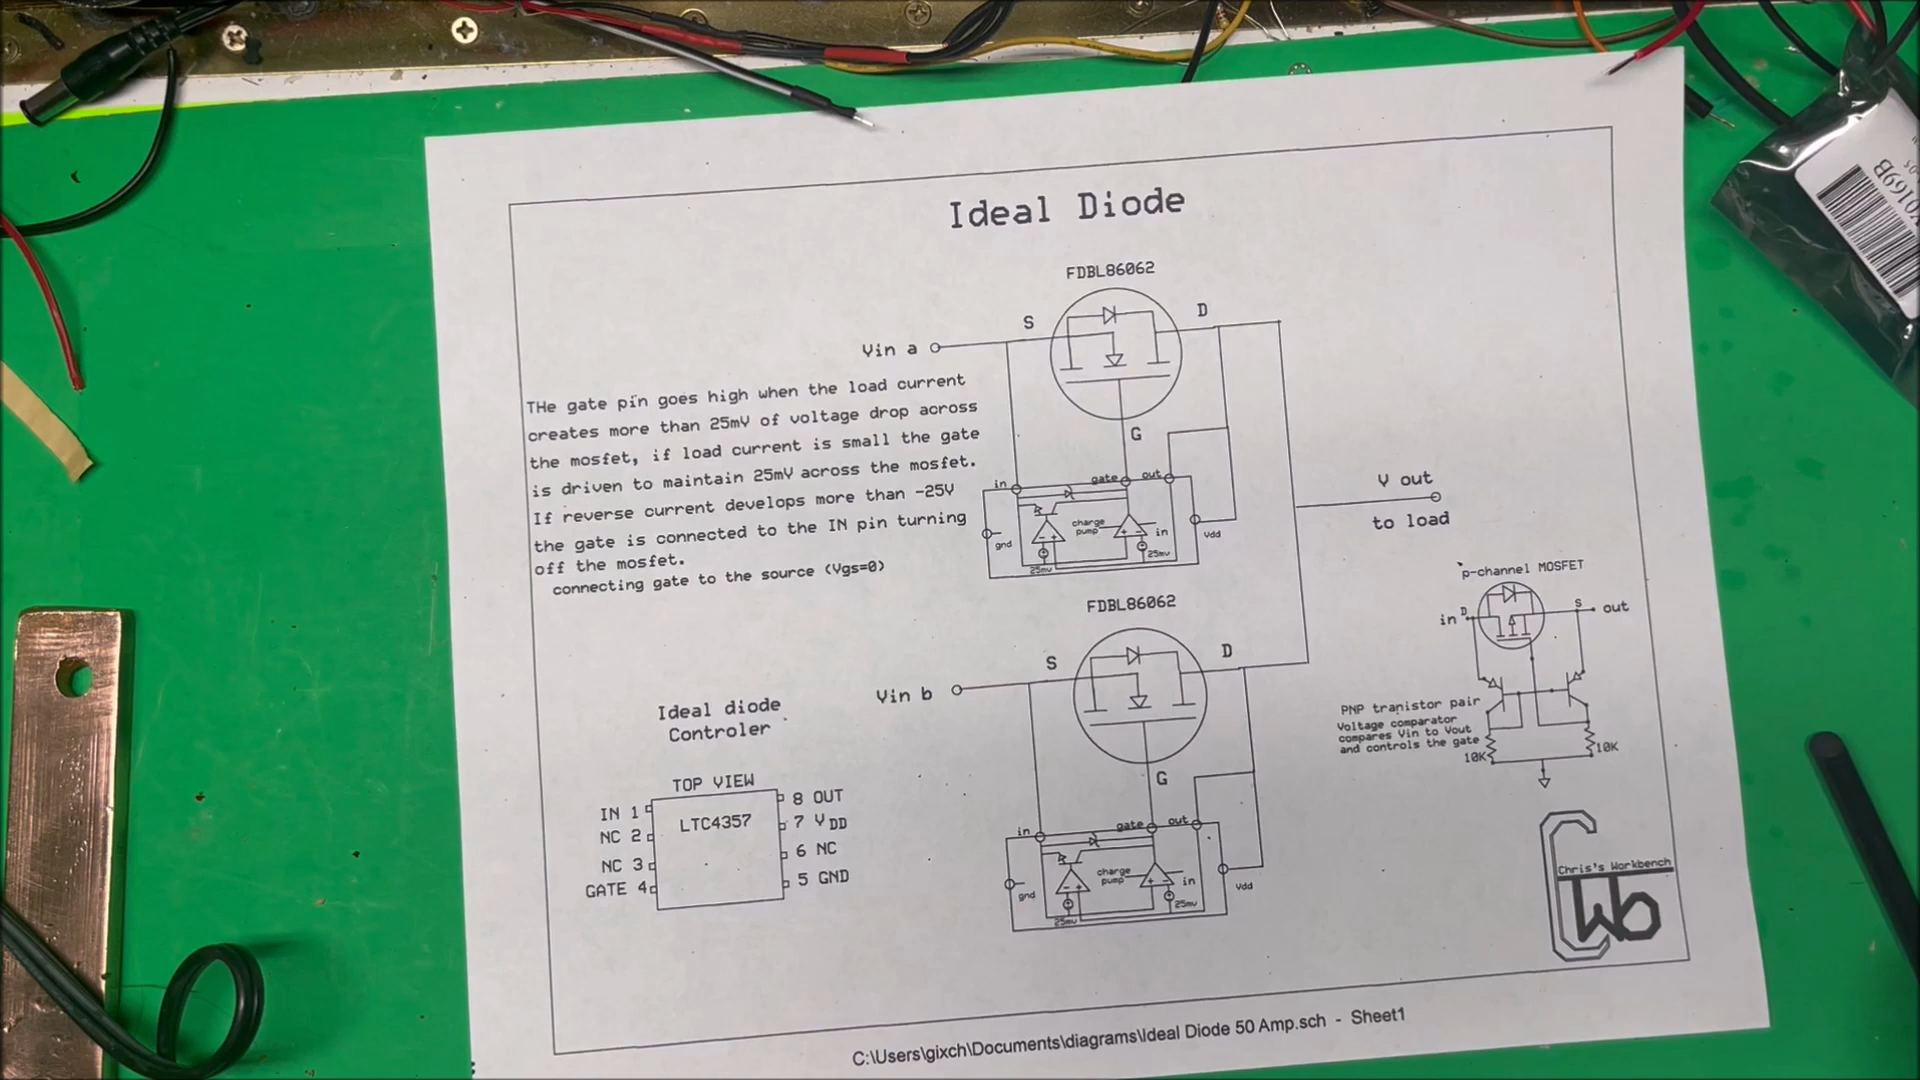 Ideal Diode
FDBL86062
S
D
Vin a
G
THe gate pin goes high when the load current
creates more than 25mV of voltage drop across
the mosfet, if load current is small the gate
is driven to maintain 25mV across the mosfet.
If reverse current develops more than -25V
the gate is connected to the IN pin turning
off the mosfet.
connecting gate to the source (Vgs=0)
in
gate
out
charge
pump
in
gnd
25mv
25mv
Vdd
V out
to load
FDBL86062
S
D
Vin b
G
in
gate
out
charge
pump
in
gnd
25mv
25mv
Vdd
p-channel MOSFET
in
D
S
out
PNP tranistor pair
Voltage comparator
compares Vin to Vout
and controls the gate
10K
10K
Ideal diode
Controler
TOP VIEW
LTC4357
IN 1
NC 2
NC 3
GATE 4
8 OUT
7 VDD
6 NC
5 GND
Chris's Workbench
CWb
C:\Users\gixch\Documents\diagrams\Ideal Diode 50 Amp.sch - Sheet1